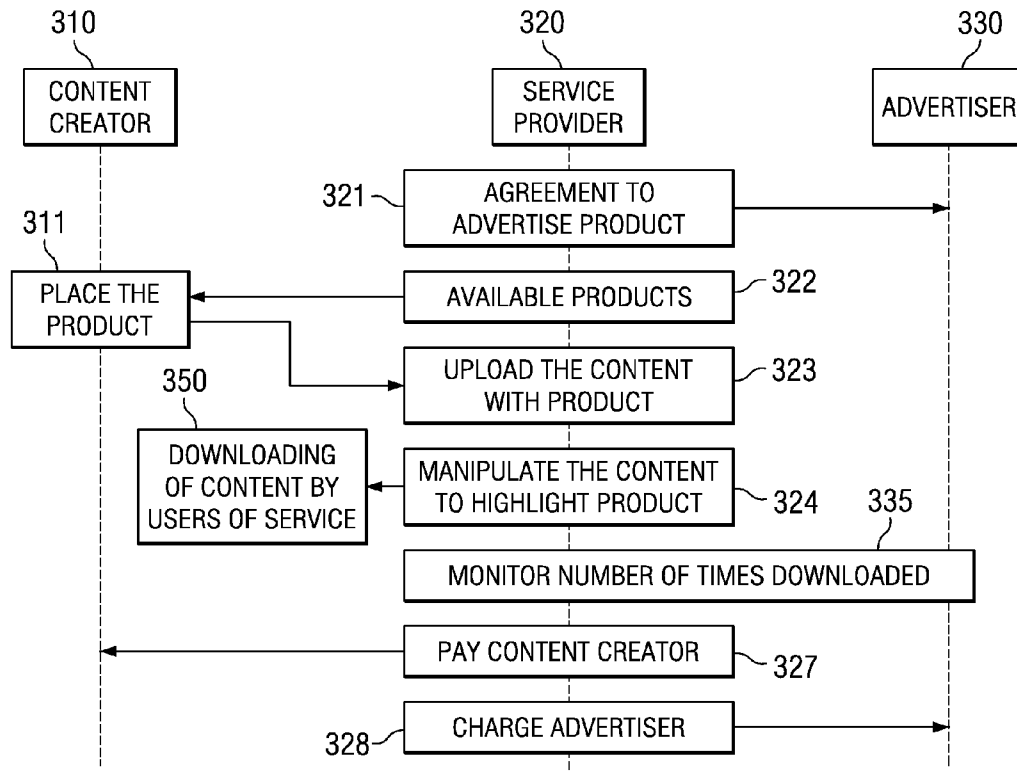 310
320
330
CONTENT
CREATOR
SERVICE
PROVIDER
ADVERTISER
321
AGREEMENT TO
ADVERTISE PRODUCT
311
PLACE THE
PRODUCT
AVAILABLE PRODUCTS
322
UPLOAD THE CONTENT
WITH PRODUCT
323
350
DOWNLOADING
OF CONTENT BY
USERS OF SERVICE
MANIPULATE THE CONTENT
TO HIGHLIGHT PRODUCT
324
335
MONITOR NUMBER OF TIMES DOWNLOADED
PAY CONTENT CREATOR
327
328
CHARGE ADVERTISER